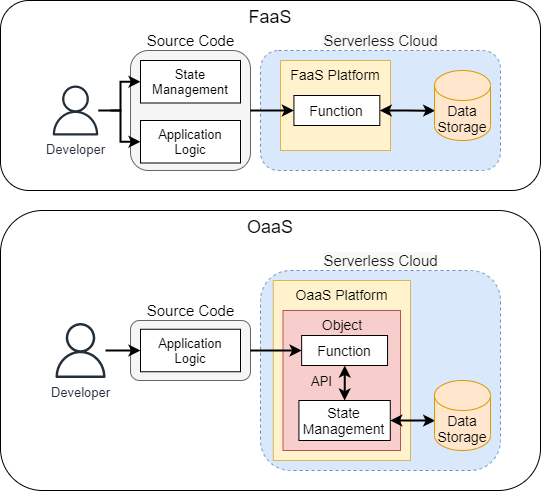 FaaS
Source Code
Serverless Cloud
State
Management
FaaS Platform
Function
Data
Storage
Application
Logic
Developer
OaaS
Serverless Cloud
OaaS Platform
Source Code
Object
Application
Logic
Function
API
Developer
State
Management
Data
Storage